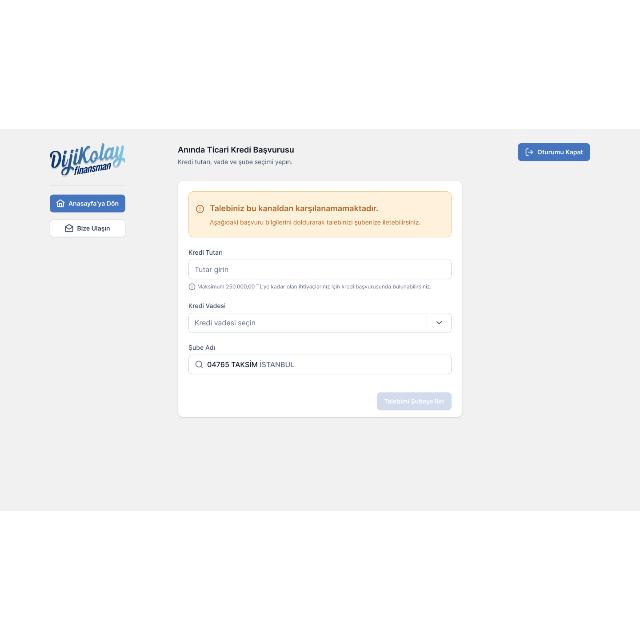 DijiKolay
finansman
Anında Ticari Kredi Başvurusu
Kredi tutarı, vade ve şube seçimi yapın.
Oturumu Kapat
Anasayfa'ya Dön
Bize Ulaşın
Talebiniz bu kanaldan karşılanamamaktadır.
Aşağıdaki başvuru bilgilerini doldurarak talebinizi şubenize iletebilirsiniz.
Kredi Tutarı
Tutar girin
Maksimum 250.000,00 TL'ye kadar olan ihtiyaçlarınız için kredi başvurusunda bulunabilirsiniz.
Kredi Vadesi
Kredi vadesi seçin
Şube Adı
04765 TAKSİM İSTANBUL
Talebimi Şubeye İlet